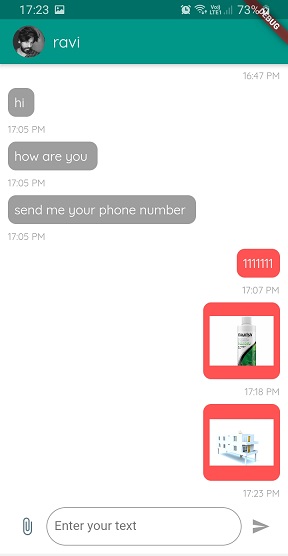 17:23
Vo)
LTE1
73%
DEBUG
ravi
16:47 PM
hi
17:05 PM
how are you
17:05 PM
send me your phone number
17:05 PM
1111111
17:07 PM
17:18 PM
17:23 PM
Enter your text